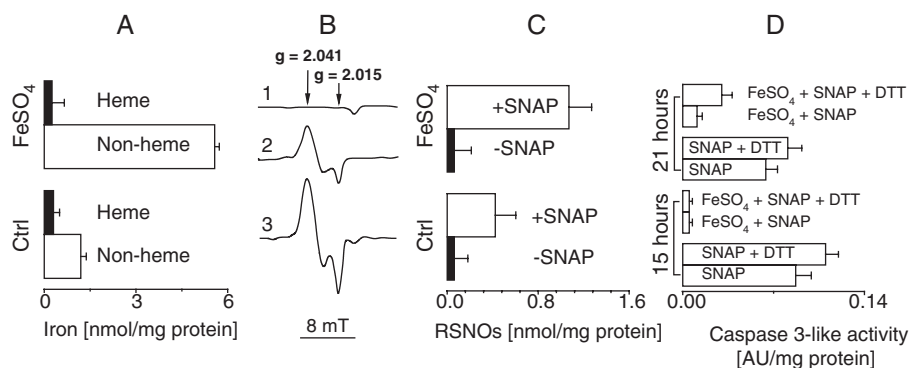 A
FeSO₄
Heme
Non-heme
Ctrl
Heme
Non-heme
0 3 6
Iron [nmol/mg protein]
B
g = 2.041
g = 2.015
1
2
3
8 mT
C
FeSO₄
+SNAP
-SNAP
Ctrl
+SNAP
-SNAP
0.0 0.8 1.6
RSNOs [nmol/mg protein]
D
21 hours
FeSO₄ + SNAP + DTT
FeSO₄ + SNAP
SNAP + DTT
SNAP
15 hours
FeSO₄ + SNAP + DTT
FeSO₄ + SNAP
SNAP + DTT
SNAP
0.00 0.14
Caspase 3-like activity
[AU/mg protein]